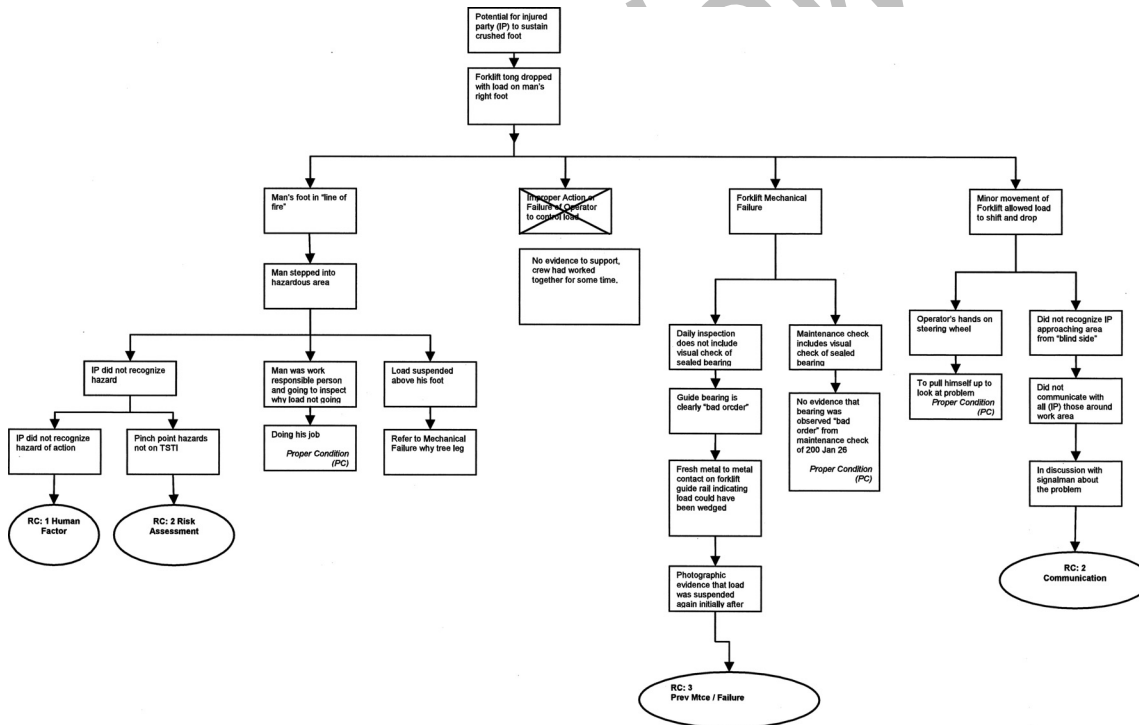 Potential for injured
party (IP) to sustain
crushed foot
Forklift tong dropped
with load on man's
right foot
Man's foot in "line of
fire"
Improper Action or
Failure of Operator
to control load
Forklift Mechanical
Failure
Minor movement of
Forklift allowed load
to shift and drop
No evidence to support,
crew had worked
together for some time.
Man stepped into
hazardous area
IP did not recognize
hazard
Man was work
responsible person
and going to inspect
why load not going
Load suspended
above his foot
Daily inspection
does not include
visual check of
sealed bearing
Maintenance check
includes visual
check of sealed
bearing
Operator's hands on
steering wheel
Did not recognize IP
approaching area
from "blind side"
IP did not recognize
hazard of action
Pinch point hazards
not on TSTI
Doing his job
Proper Condition
(PC)
Refer to Mechanical
Failure why tree leg
Guide bearing is
clearly "bad orcder"
No evidence that
bearing was
observed "bad
order" from
maintenance check
of 200 Jan 26
Proper Condition
(PC)
To pull himself up to
look at problem
Proper Condition
(PC)
Did not
communicate with
all (IP) those around
work area
Fresh metal to metal
contact on forklift
guide rail indicating
load could have
been wedged
In discussion with
signalman about
the problem
RC: 1 Human
Factor
RC: 2 Risk
Assessment
Photographic
evidence that load
was suspended
again initially after
RC: 2
Communication
RC: 3
Prev Mtce / Failure